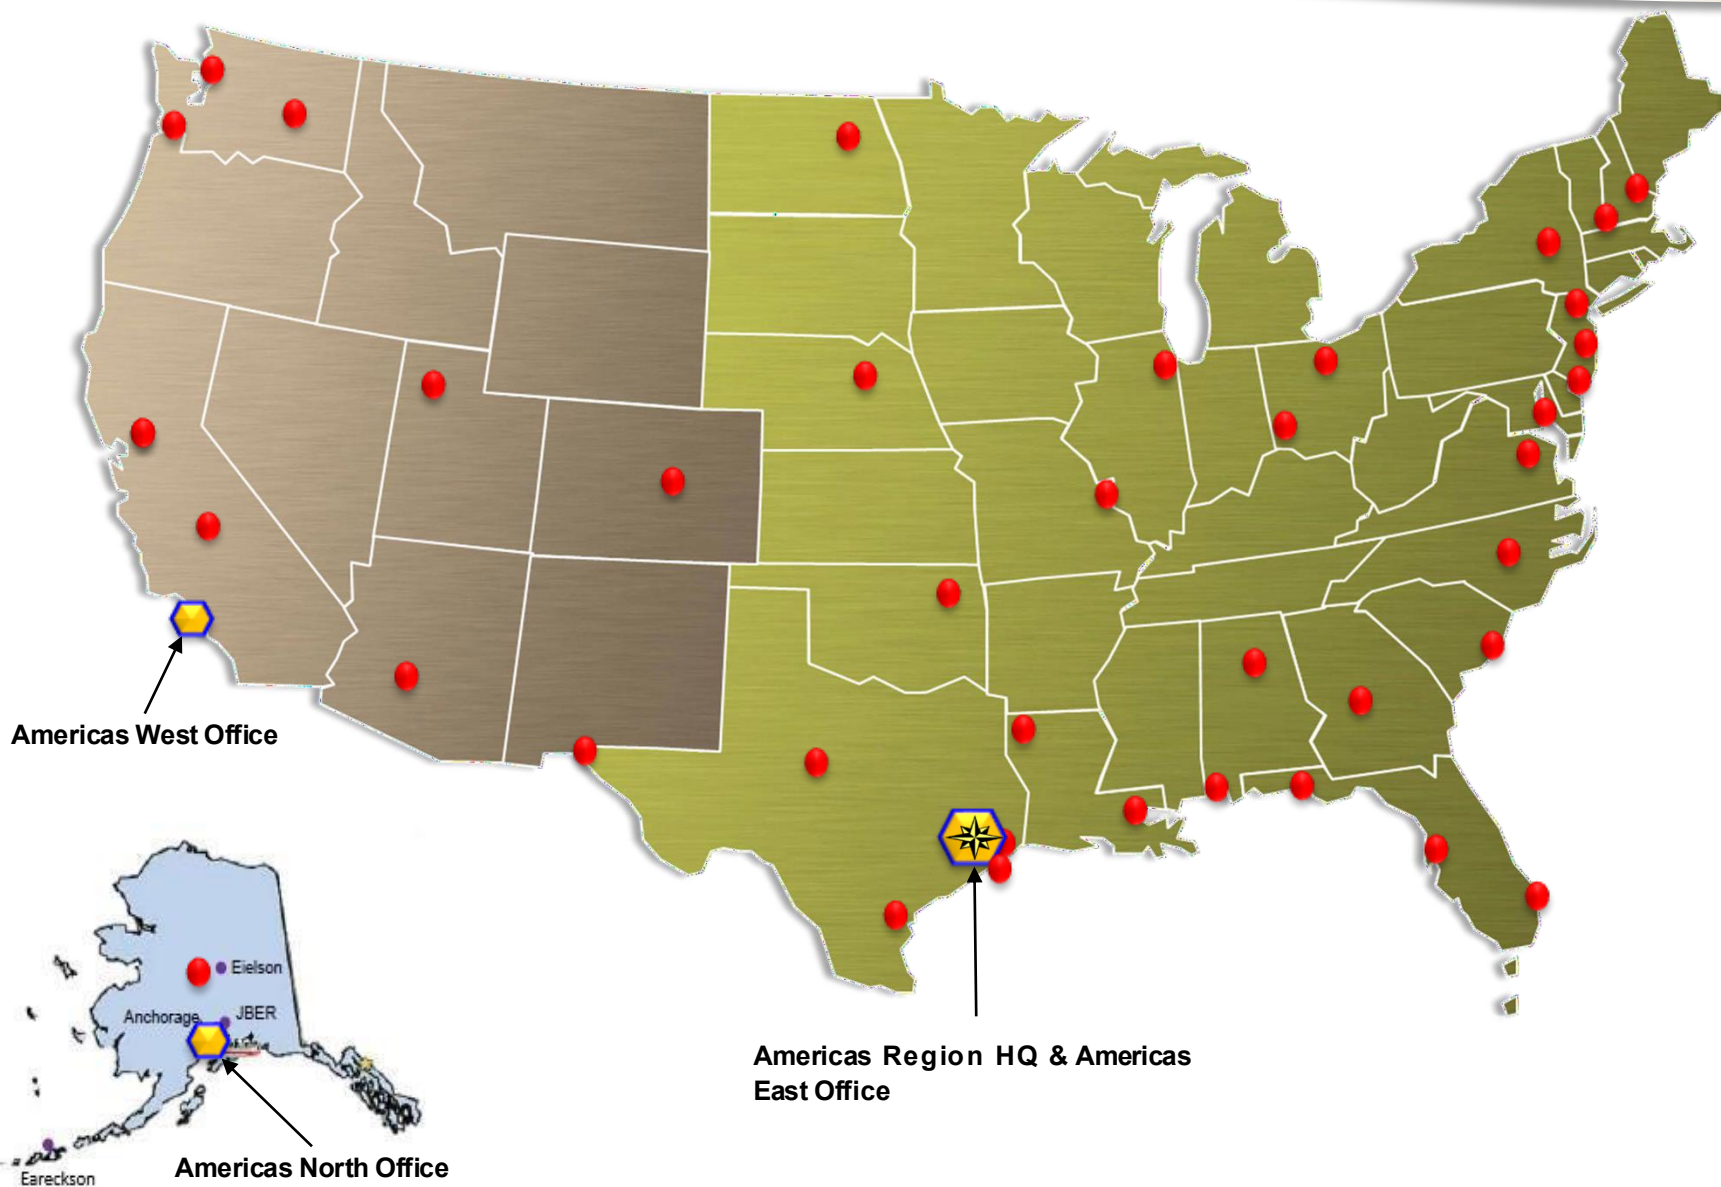 Americas West Office
Eielson
Anchorage
JBER
Americas Region HQ & Americas
East Office
Americas North Office
Eareckson